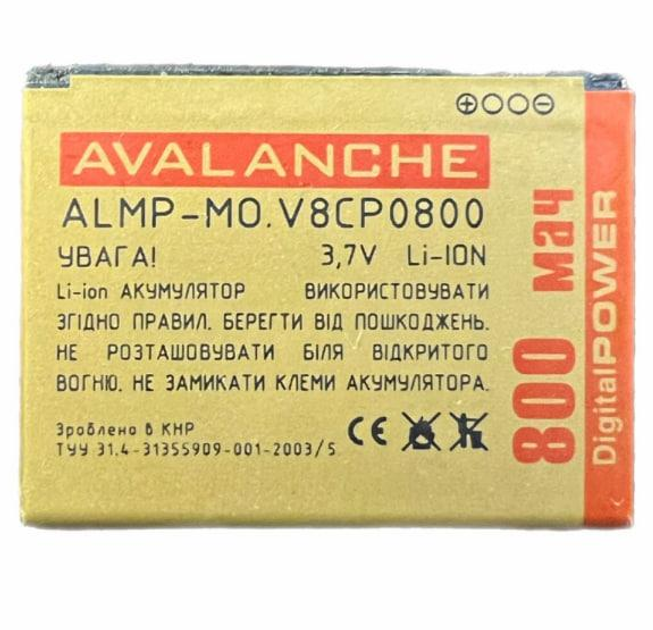 AVALANCHE
ALMP-MO.V8CP0800
УВАГА! 3,7V Li-ION
Li-ion АКУМУЛЯТОР ВИКОРИСТОВУВАТИ
ЗГІДНО ПРАВИЛ. БЕРЕГТИ ВІД ПОШКОДЖЕНЬ.
НЕ РОЗТАШОВУВАТИ БІЛЯ ВІДКРИТОГО
ВОГНЮ. НЕ ЗАМИКАТИ КЛЕМИ АКУМУЛЯТОРА.
Зроблено в КНР
ТУУ 31.4-31355909-001-2003/5
CE
800 мАч
DigitalPOWER